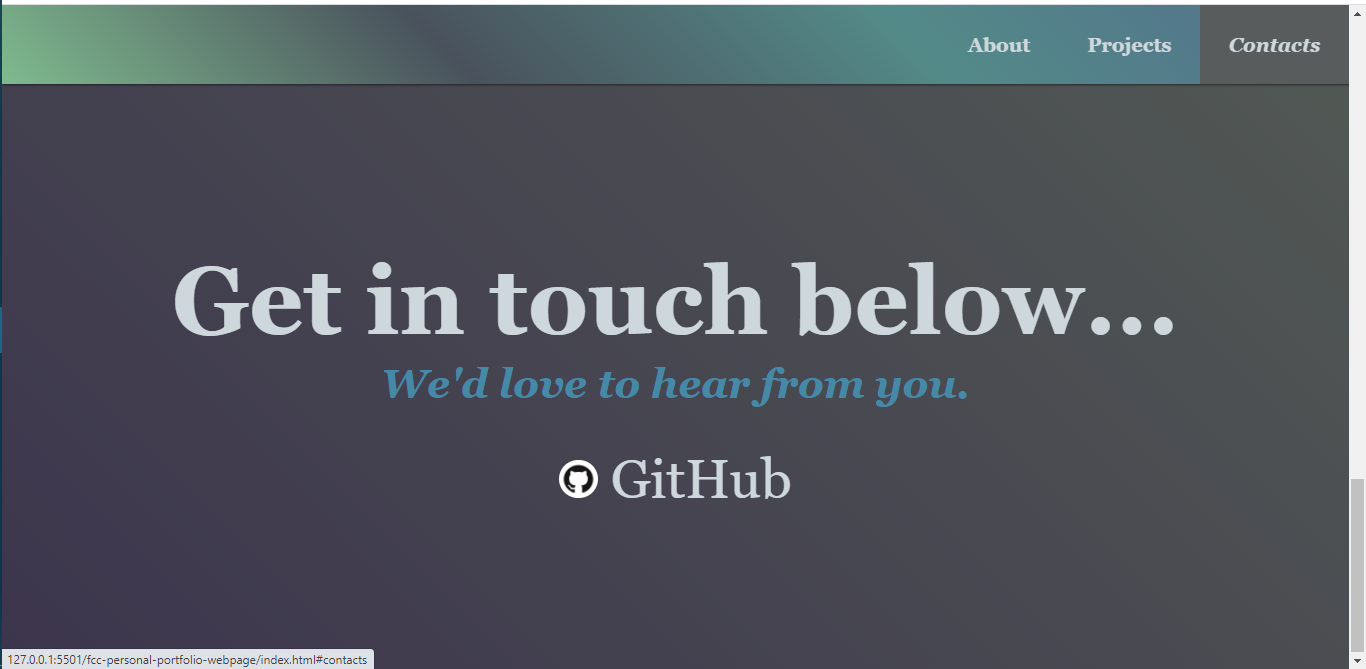 About Projects Contacts
Get in touch below...
We'd love to hear from you.
GitHub
127.0.0.1:5501/fcc-personal-portfolio-webpage/index.html#contacts